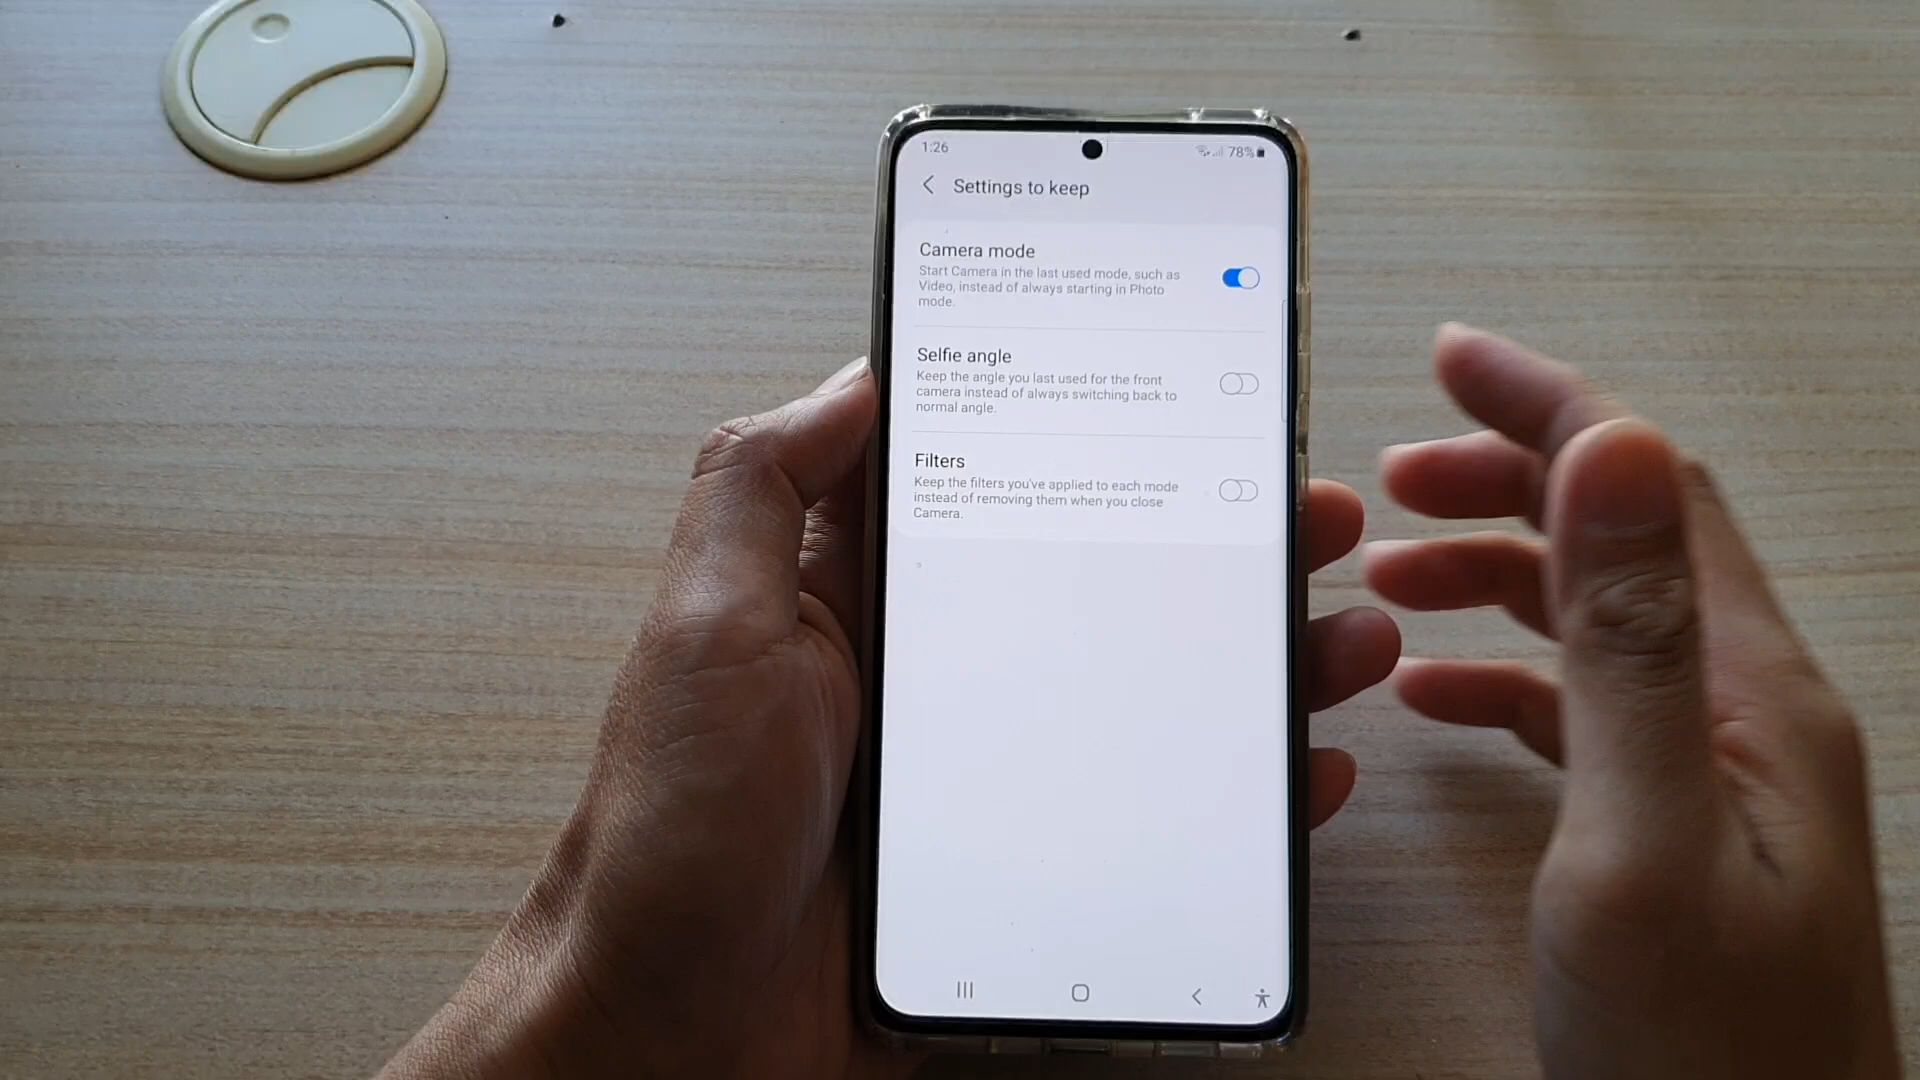 1:26
78%
Settings to keep
Camera mode
Start Camera in the last used mode, such as
Video, instead of always starting in Photo
mode.
Selfie angle
Keep the angle you last used for the front
camera instead of always switching back to
normal angle.
Filters
Keep the filters you've applied to each mode
instead of removing them when you close
Camera.